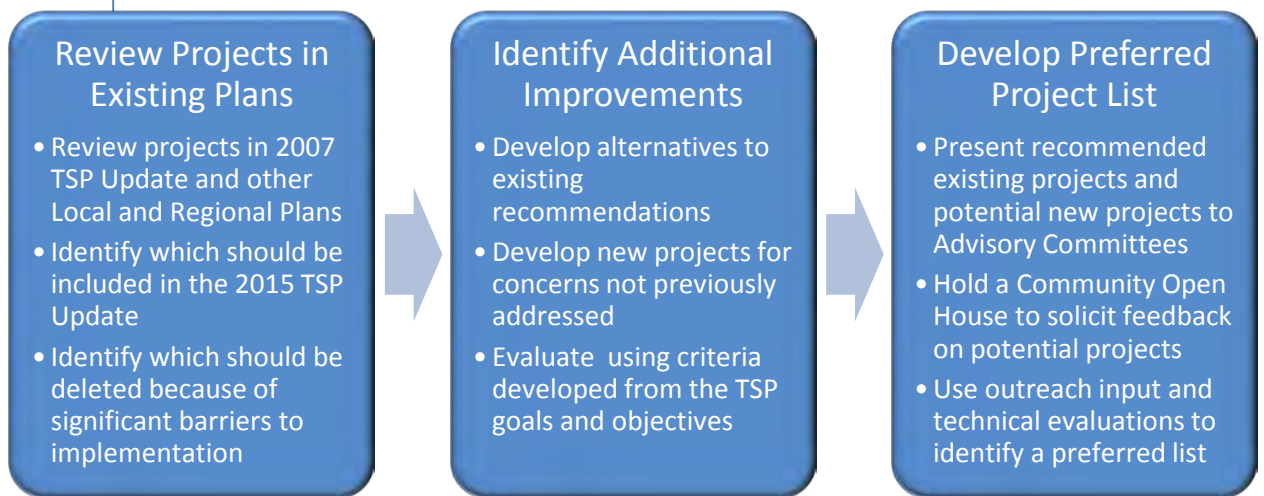 Review Projects in
Existing Plans
• Review projects in 2007
TSP Update and other
Local and Regional Plans
• Identify which should be
included in the 2015 TSP
Update
• Identify which should be
deleted because of
significant barriers to
implementation
Identify Additional
Improvements
• Develop alternatives to
existing
recommendations
• Develop new projects for
concerns not previously
addressed
• Evaluate using criteria
developed from the TSP
goals and objectives
Develop Preferred
Project List
• Present recommended
existing projects and
potential new projects to
Advisory Committees
• Hold a Community Open
House to solicit feedback
on potential projects
• Use outreach input and
technical evaluations to
identify a preferred list